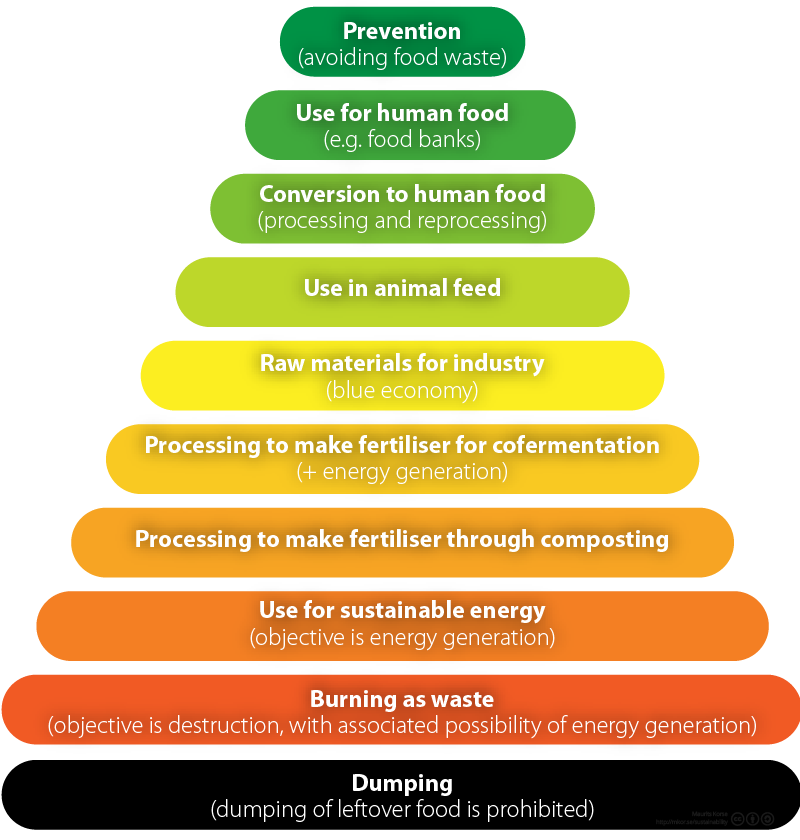 Prevention
(avoiding food waste)
Use for human food
(e.g. food banks)
Conversion to human food
(processing and reprocessing)
Use in animal feed
Raw materials for industry
(blue economy)
Processing to make fertiliser for cofermentation
(+ energy generation)
Processing to make fertiliser through composting
Use for sustainable energy
(objective is energy generation)
Burning as waste
(objective is destruction, with associated possibility of energy generation)
Dumping
(dumping of leftover food is prohibited)